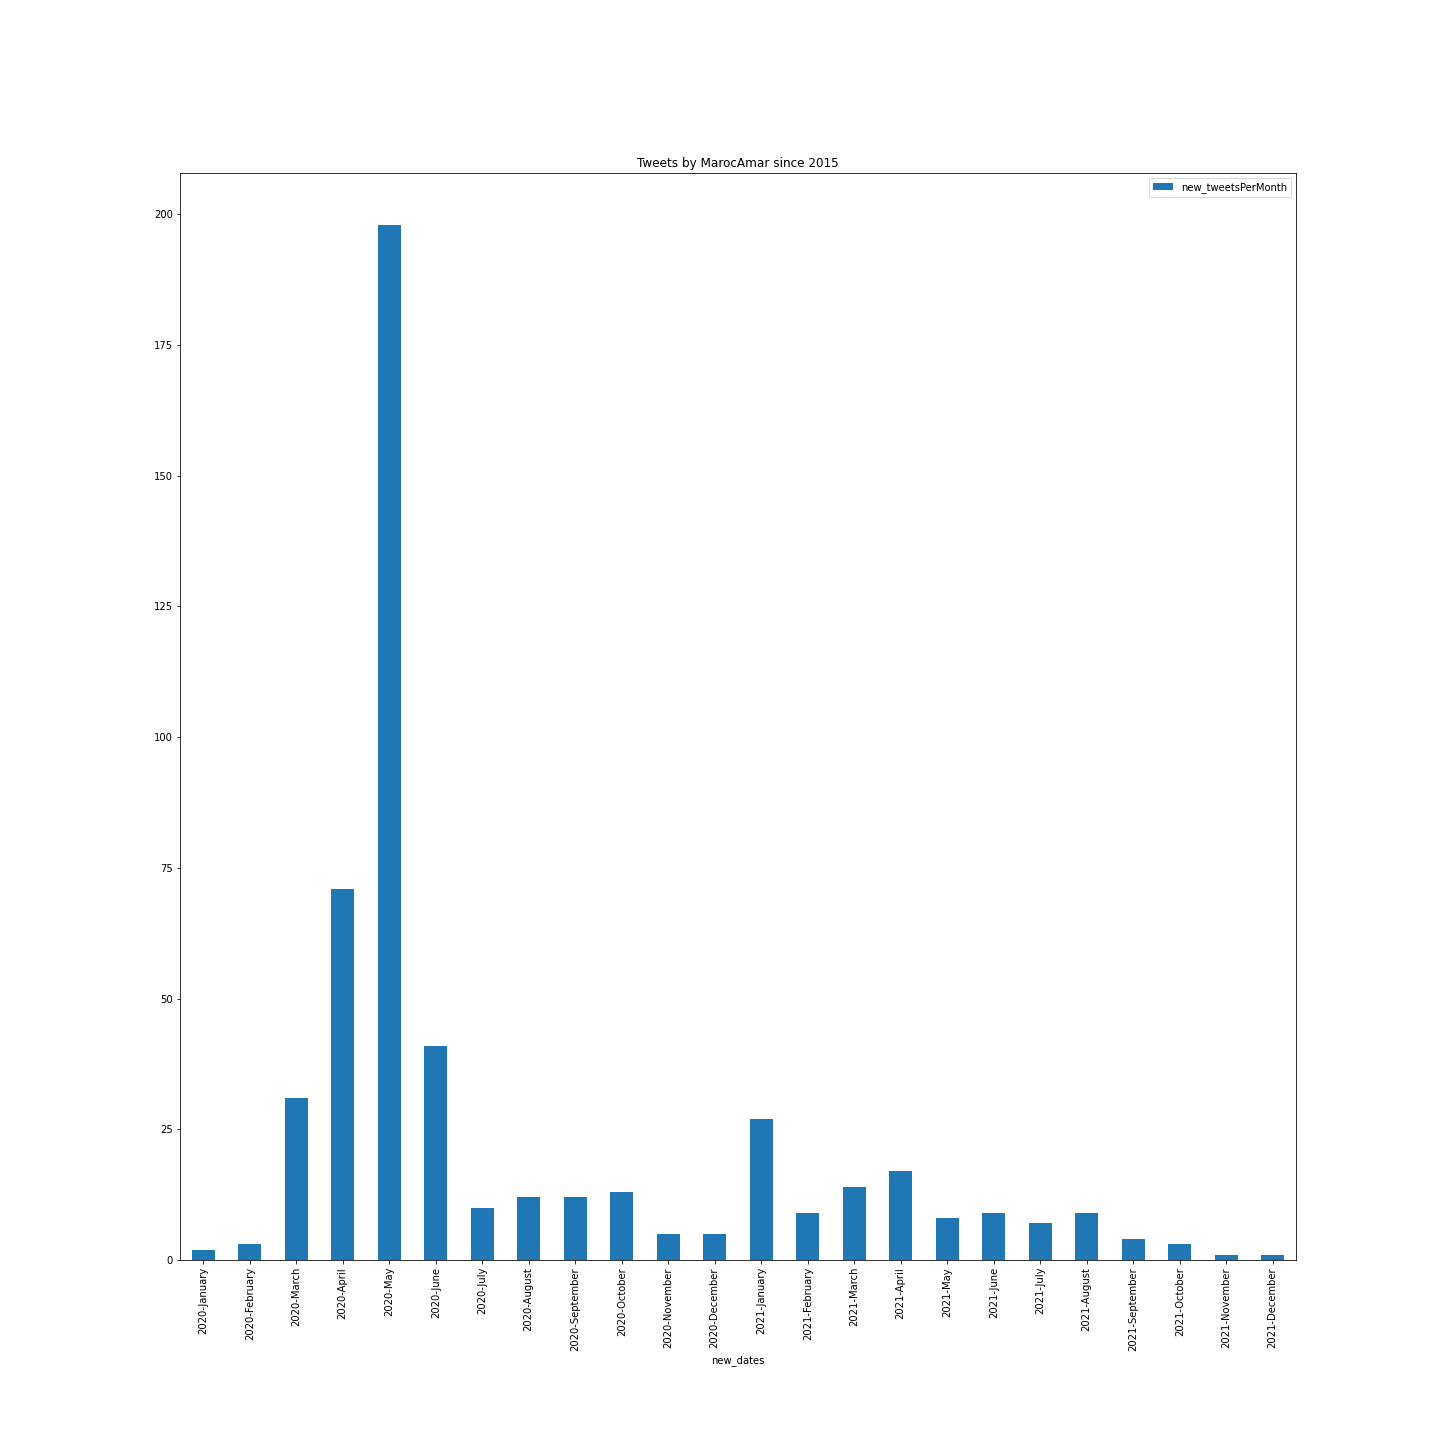 Tweets by MarocAmar since 2015
new_tweetsPerMonth
200
175
150
125
100
75
50
25
0
2020-January
2020-February
2020-March
2020-April
2020-May
2020-June
2020-July
2020-August
2020-September
2020-October
2020-November
2020-December
2021-January
2021-February
2021-March
2021-April
2021-May
2021-June
2021-July
2021-August
2021-September
2021-October
2021-November
2021-December
new_dates